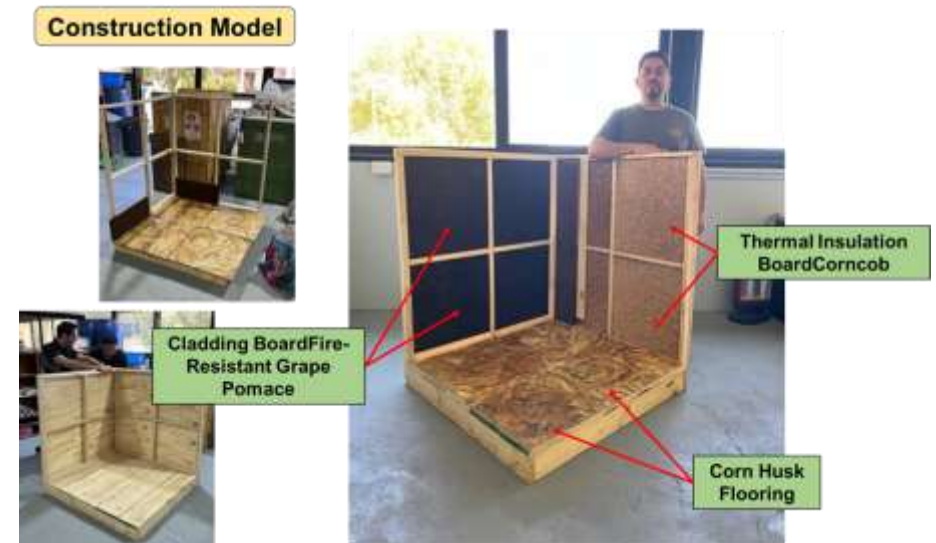 Construction Model
Thermal Insulation
BoardCorncob
Cladding BoardFire-
Resistant Grape
Pomace
Corn Husk
Flooring